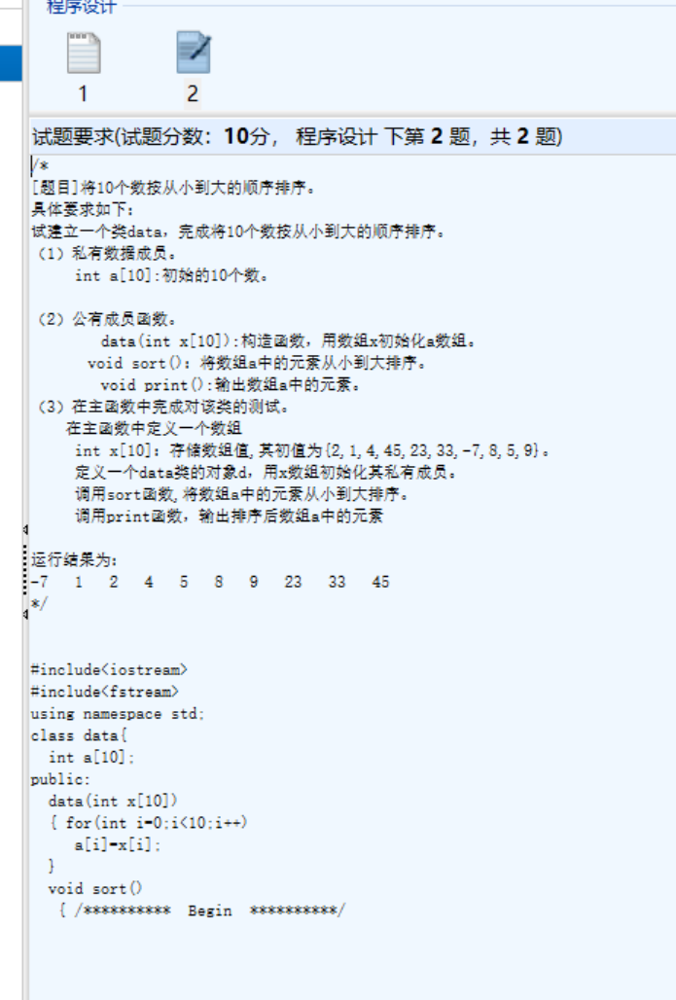 程序设计
1 2
试题要求(试题分数：10分， 程序设计 下第 2 题，共 2 题)
/*
[题目]将10个数按从小到大的顺序排序。
具体要求如下：
试建立一个类data，完成将10个数按从小到大的顺序排序。
（1）私有数据成员。
int a[10]:初始的10个数。
（2）公有成员函数。
data(int x[10]):构造函数，用数组x初始化a数组。
void sort()：将数组a中的元素从小到大排序。
void print():输出数组a中的元素。
（3）在主函数中完成对该类的测试。
在主函数中定义一个数组
int x[10]：存储数组值,其初值为{2,1,4,45,23,33,-7,8,5,9}。
定义一个data类的对象d，用x数组初始化其私有成员。
调用sort函数,将数组a中的元素从小到大排序。
调用print函数，输出排序后数组a中的元素
运行结果为：
-7 1 2 4 5 8 9 23 33 45
*/
#include<iostream>
#include<fstream>
using namespace std;
class data{
int a[10];
public:
data(int x[10])
{ for(int i=0;i<10;i++)
a[i]=x[i];
}
void sort()
{ /********** Begin **********/